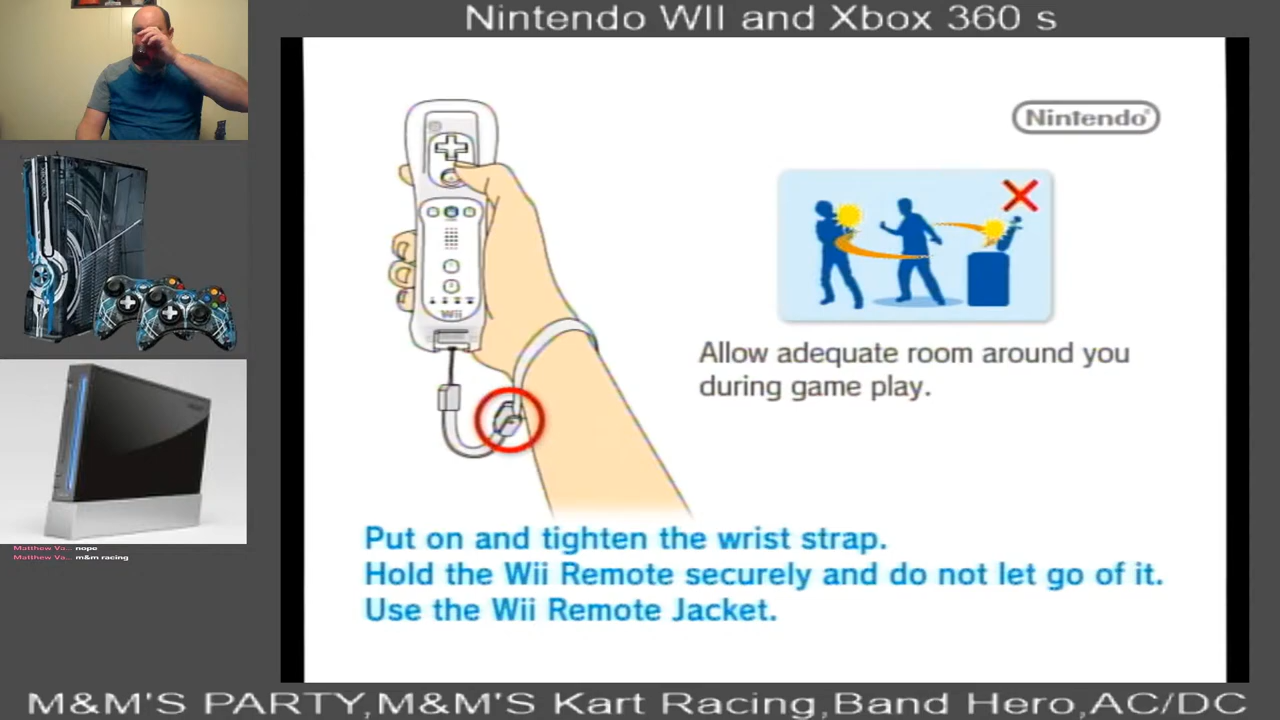 Nintendo WII and Xbox 360 s
Nintendo
Wii
Allow adequate room around you
during game play.
Put on and tighten the wrist strap.
Hold the Wii Remote securely and do not let go of it.
Use the Wii Remote Jacket.
Matthew Va... nope
Matthew Va... m&m racing
M&M'S PARTY,M&M'S Kart Racing,Band Hero,AC/DC